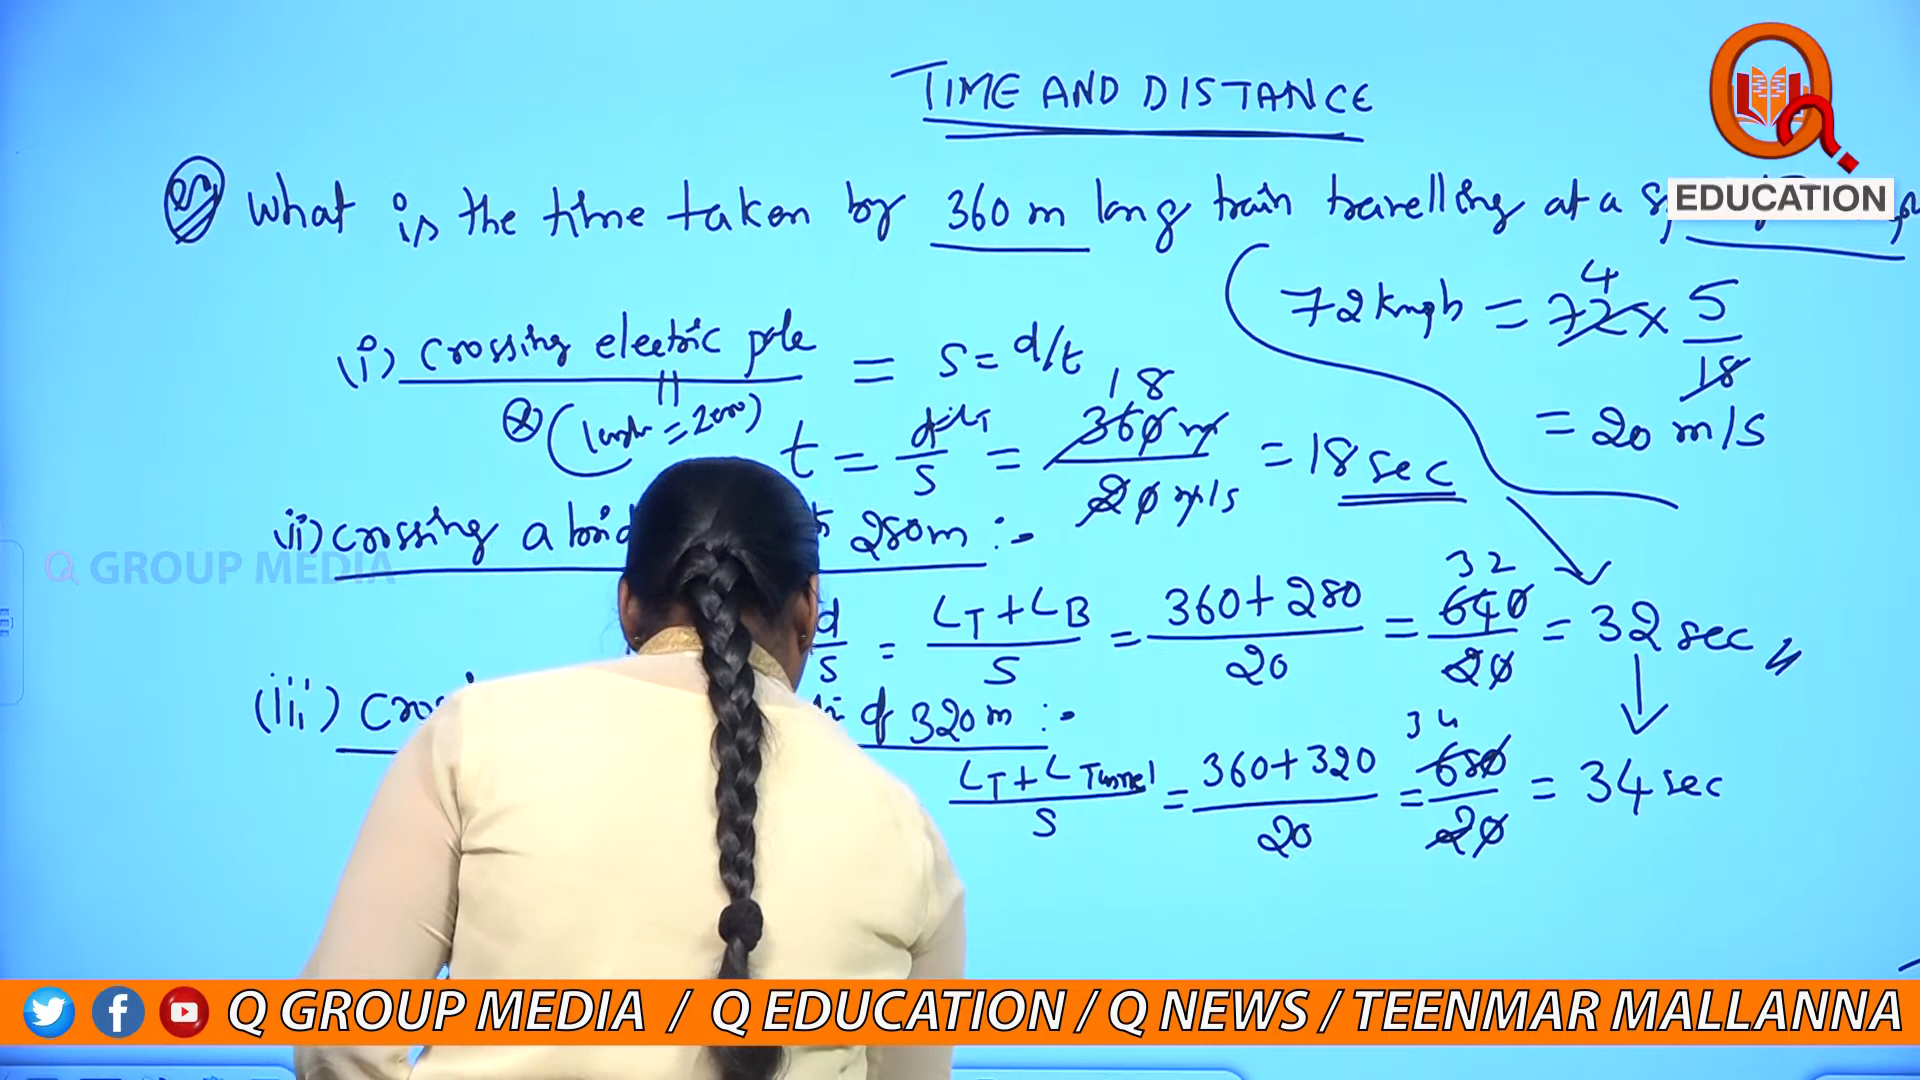 TIME AND DISTANCE
EDUCATION
What is the time taken by 360 m long train travelling at a
72 Kmph = 72 × 5/18
4
= 20 m/s
(i) crossing electric pole = S = d/t
(length = zero)
t = d=LT/S = 360 m/20 m/s = 18 sec
18
ii) crossing a 280m :-
d/S = LT + LB/S = 360 + 280/20 = 640/20 = 32 sec
32
(iii) of 320 m :-
LT + L Tunnel/S = 360 + 320/20 = 680/20 = 34 sec
34
Q GROUP MEDIA
Q GROUP MEDIA / Q EDUCATION / Q NEWS / TEENMAR MALLANNA